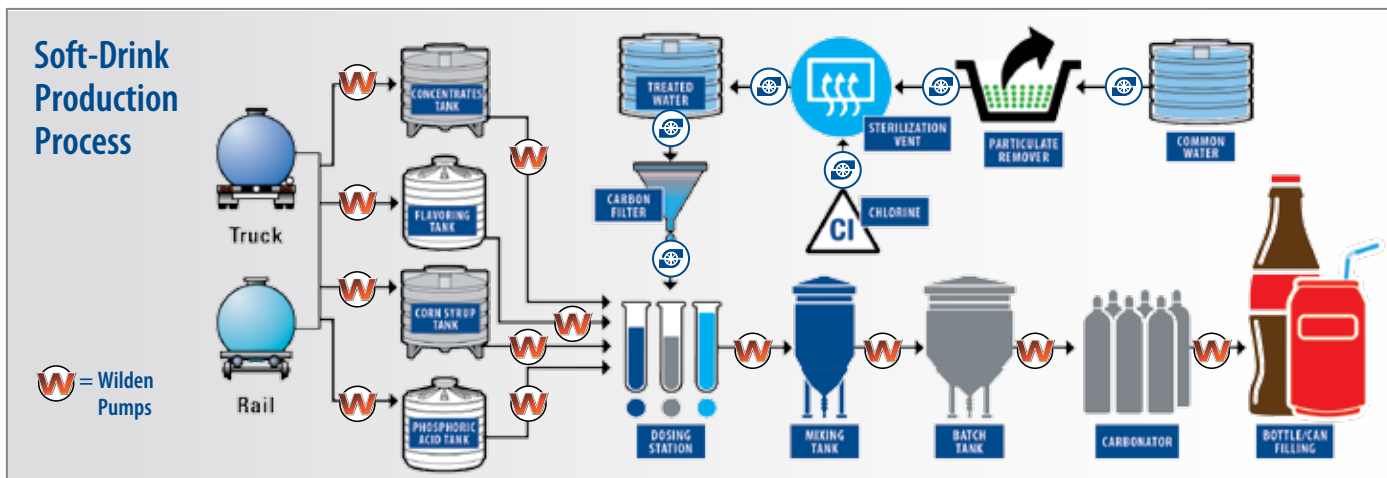 Soft-Drink
Production
Process
Truck
Rail
W = Wilden
Pumps
W
W
W
W
CONCENTRATES
TANK
FLAVORING
TANK
CORN SYRUP
TANK
PHOSPHORIC
ACID TANK
W
W
W
W
TREATED
WATER
STERILIZATION
VENT
PARTICULATE
REMOVER
COMMON
WATER
CARBON
FILTER
Cl
CHLORINE
DOSING
STATION
W
MIXING
TANK
W
BATCH
TANK
W
CARBONATOR
W
BOTTLE/CAN
FILLING